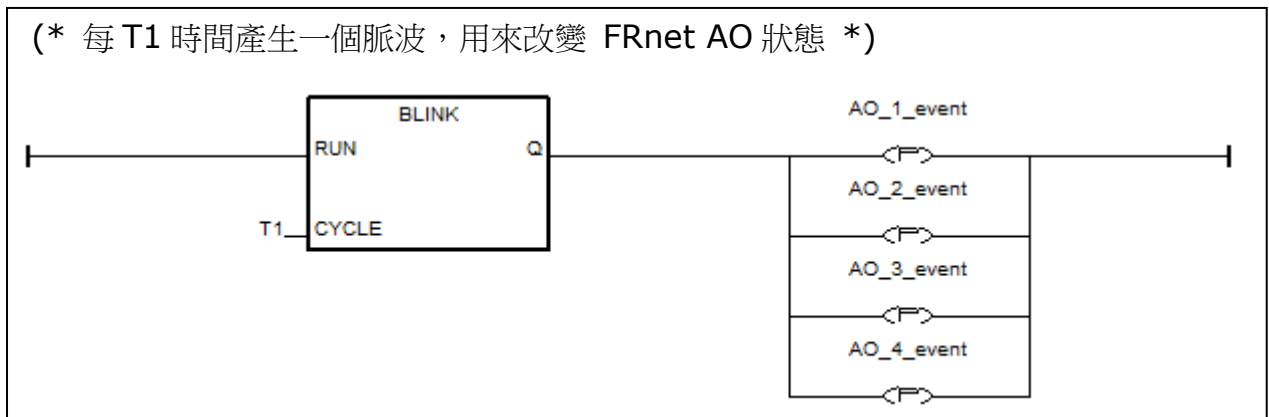 (* 每 T1 時間產生一個脈波，用來改變 FRnet AO 狀態 *)
BLINK
AO_1_event
RUN Q
P
AO_2_event
T1 CYCLE
P
AO_3_event
P
AO_4_event
P